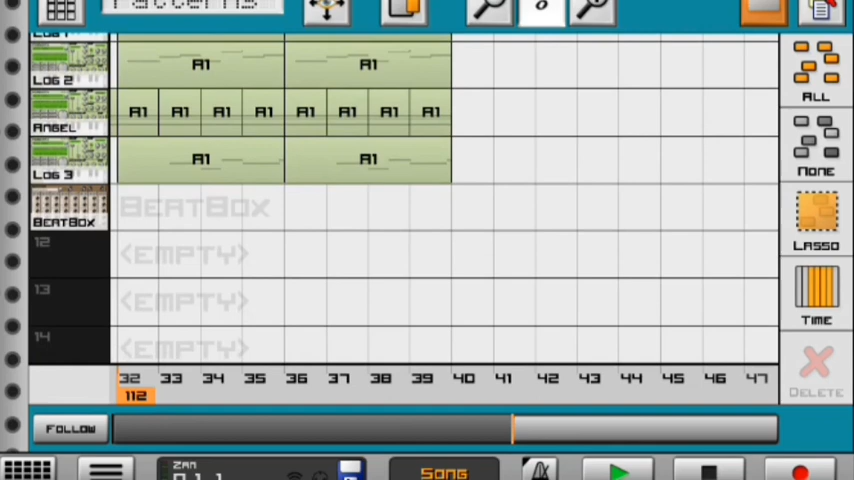 Patterns
LOG 1
LOG 2
A1 A1
ANGEL
A1 A1 A1 A1 A1 A1 A1 A1
LOG 3
A1 A1
BEATBOX
BEATBOX
12 <EMPTY>
13 <EMPTY>
14 <EMPTY>
32 33 34 35 36 37 38 39 40 41 42 43 44 45 46 47
112
ALL
NONE
LASSO
TIME
DELETE
FOLLOW
Song